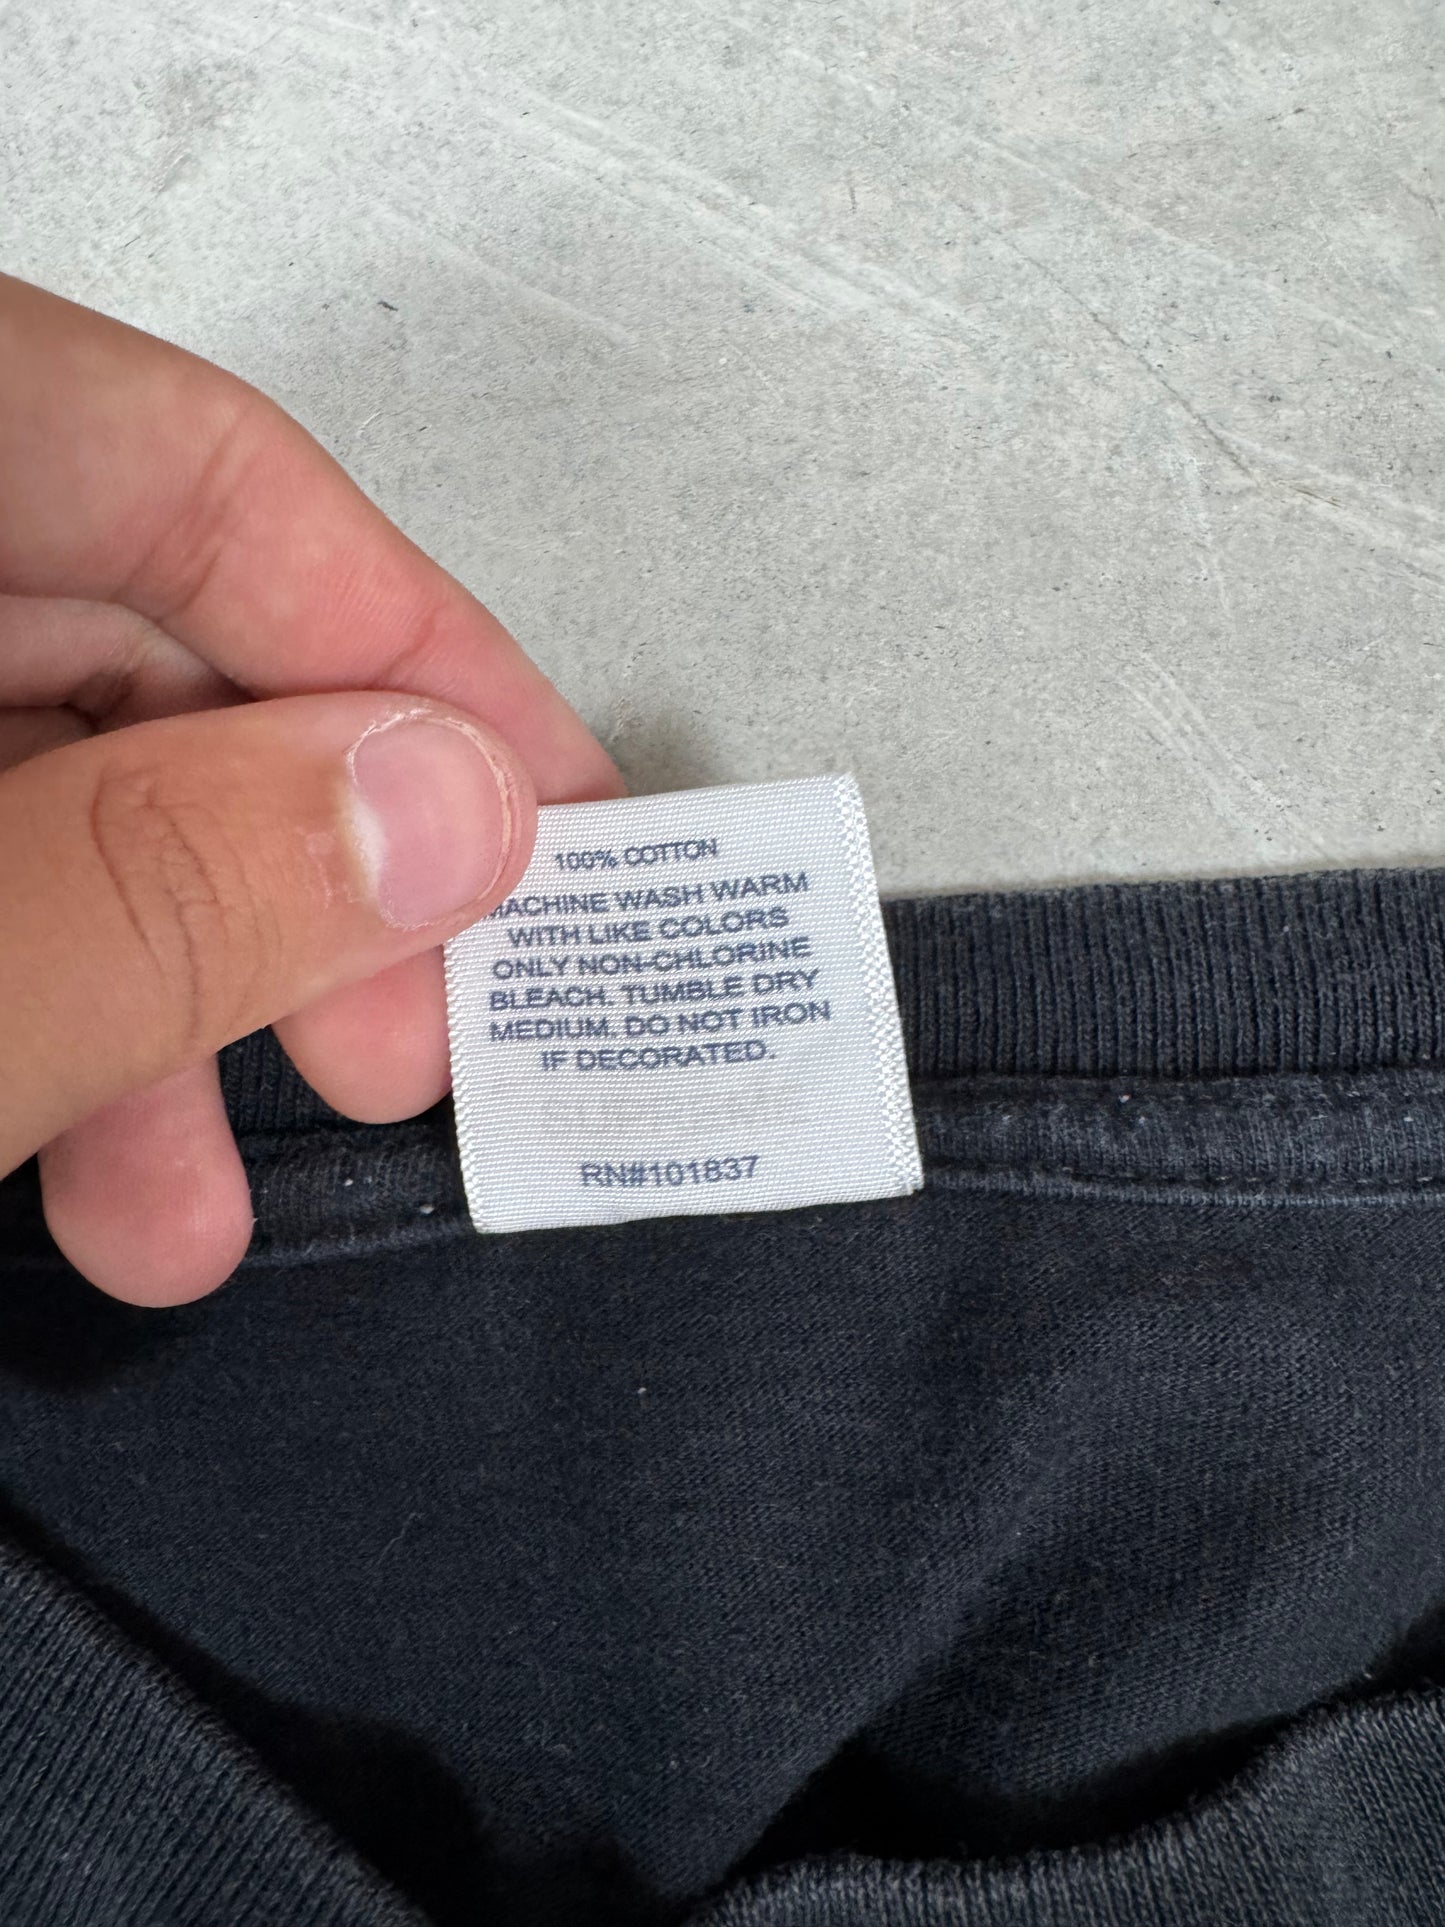 100% COTTON
MACHINE WASH WARM
WITH LIKE COLORS
ONLY NON-CHLORINE
BLEACH. TUMBLE DRY
MEDIUM. DO NOT IRON
IF DECORATED.
RN#101837